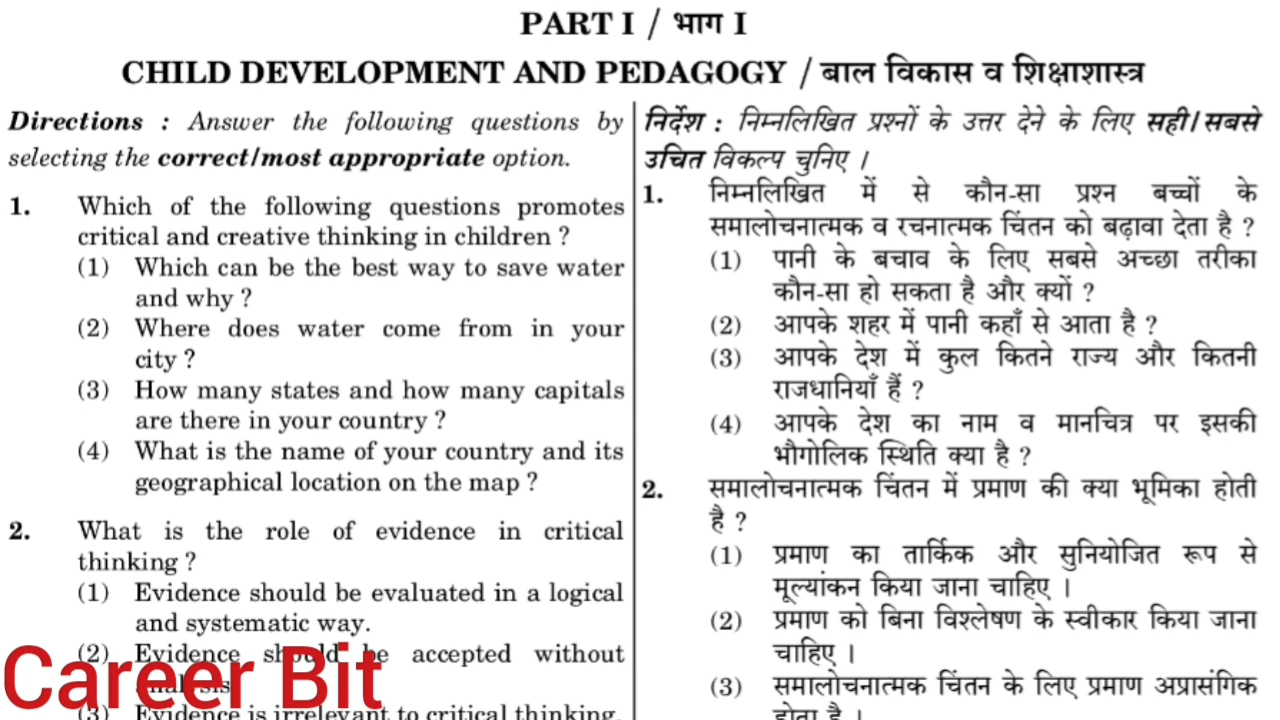 PART I / भाग I
CHILD DEVELOPMENT AND PEDAGOGY / बाल विकास व शिक्षाशास्त्र
Directions : Answer the following questions by
selecting the correct/most appropriate option.
1. Which of the following questions promotes
critical and creative thinking in children ?
(1) Which can be the best way to save water
and why ?
(2) Where does water come from in your
city ?
(3) How many states and how many capitals
are there in your country ?
(4) What is the name of your country and its
geographical location on the map ?
2. What is the role of evidence in critical
thinking ?
(1) Evidence should be evaluated in a logical
and systematic way.
(2) Evidence should be accepted without
(3) Evidence is irrelevant to critical thinking.
निर्देश : निम्नलिखित प्रश्नों के उत्तर देने के लिए सही/सबसे
उचित विकल्प चुनिए ।
1. निम्नलिखित में से कौन-सा प्रश्न बच्चों के
समालोचनात्मक व रचनात्मक चिंतन को बढ़ावा देता है ?
(1) पानी के बचाव के लिए सबसे अच्छा तरीका
कौन-सा हो सकता है और क्यों ?
(2) आपके शहर में पानी कहाँ से आता है ?
(3) आपके देश में कुल कितने राज्य और कितनी
राजधानियाँ हैं ?
(4) आपके देश का नाम व मानचित्र पर इसकी
भौगोलिक स्थिति क्या है ?
2. समालोचनात्मक चिंतन में प्रमाण की क्या भूमिका होती
है ?
(1) प्रमाण का तार्किक और सुनियोजित रूप से
मूल्यांकन किया जाना चाहिए ।
(2) प्रमाण को बिना विश्लेषण के स्वीकार किया जाना
चाहिए ।
(3) समालोचनात्मक चिंतन के लिए प्रमाण अप्रासंगिक
होता है ।
Career Bit